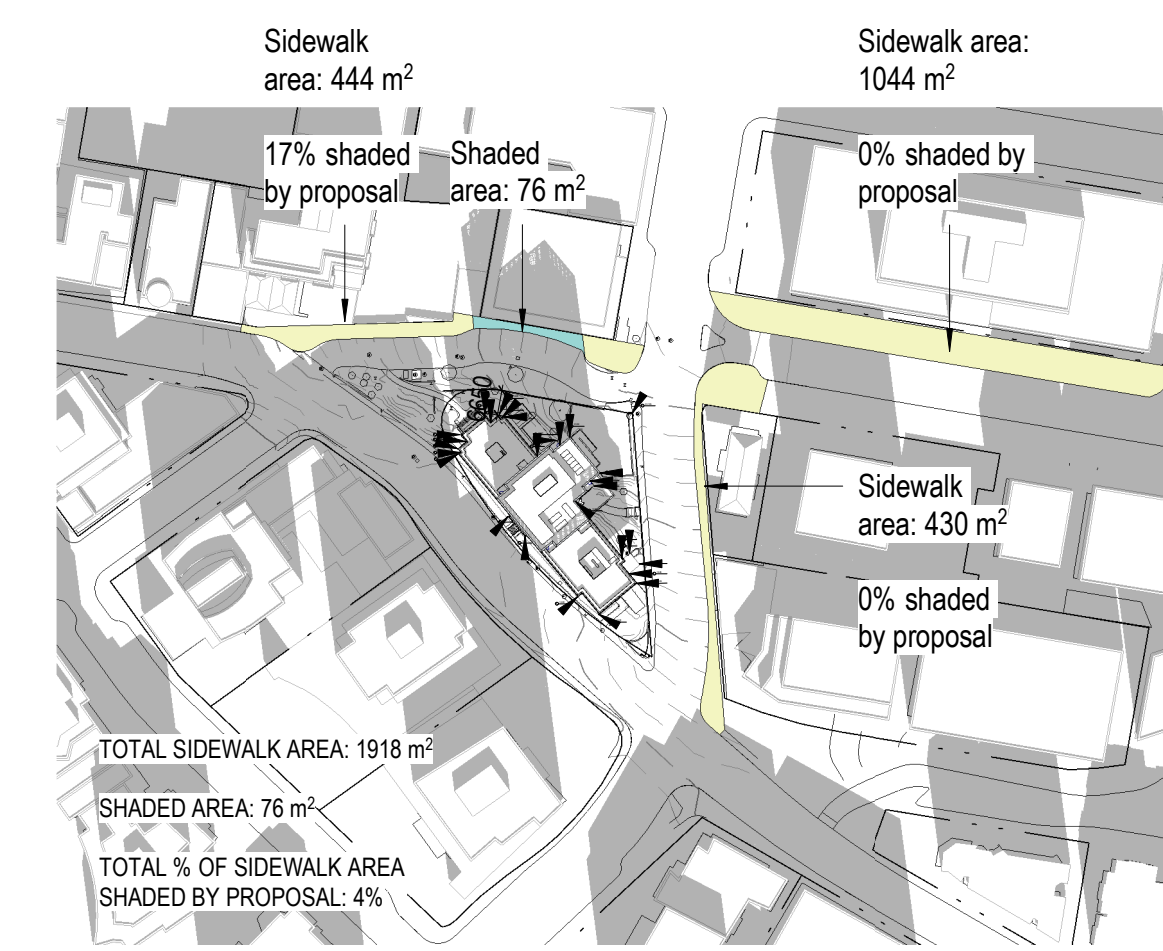 Sidewalk
area: 444 m²
Sidewalk area:
1044 m²
17% shaded
by proposal
Shaded
area: 76 m²
0% shaded by
proposal
Sidewalk
area: 430 m²
0% shaded
by proposal
TOTAL SIDEWALK AREA: 1918 m²
SHADED AREA: 76 m²
TOTAL % OF SIDEWALK AREA
SHADED BY PROPOSAL: 4%